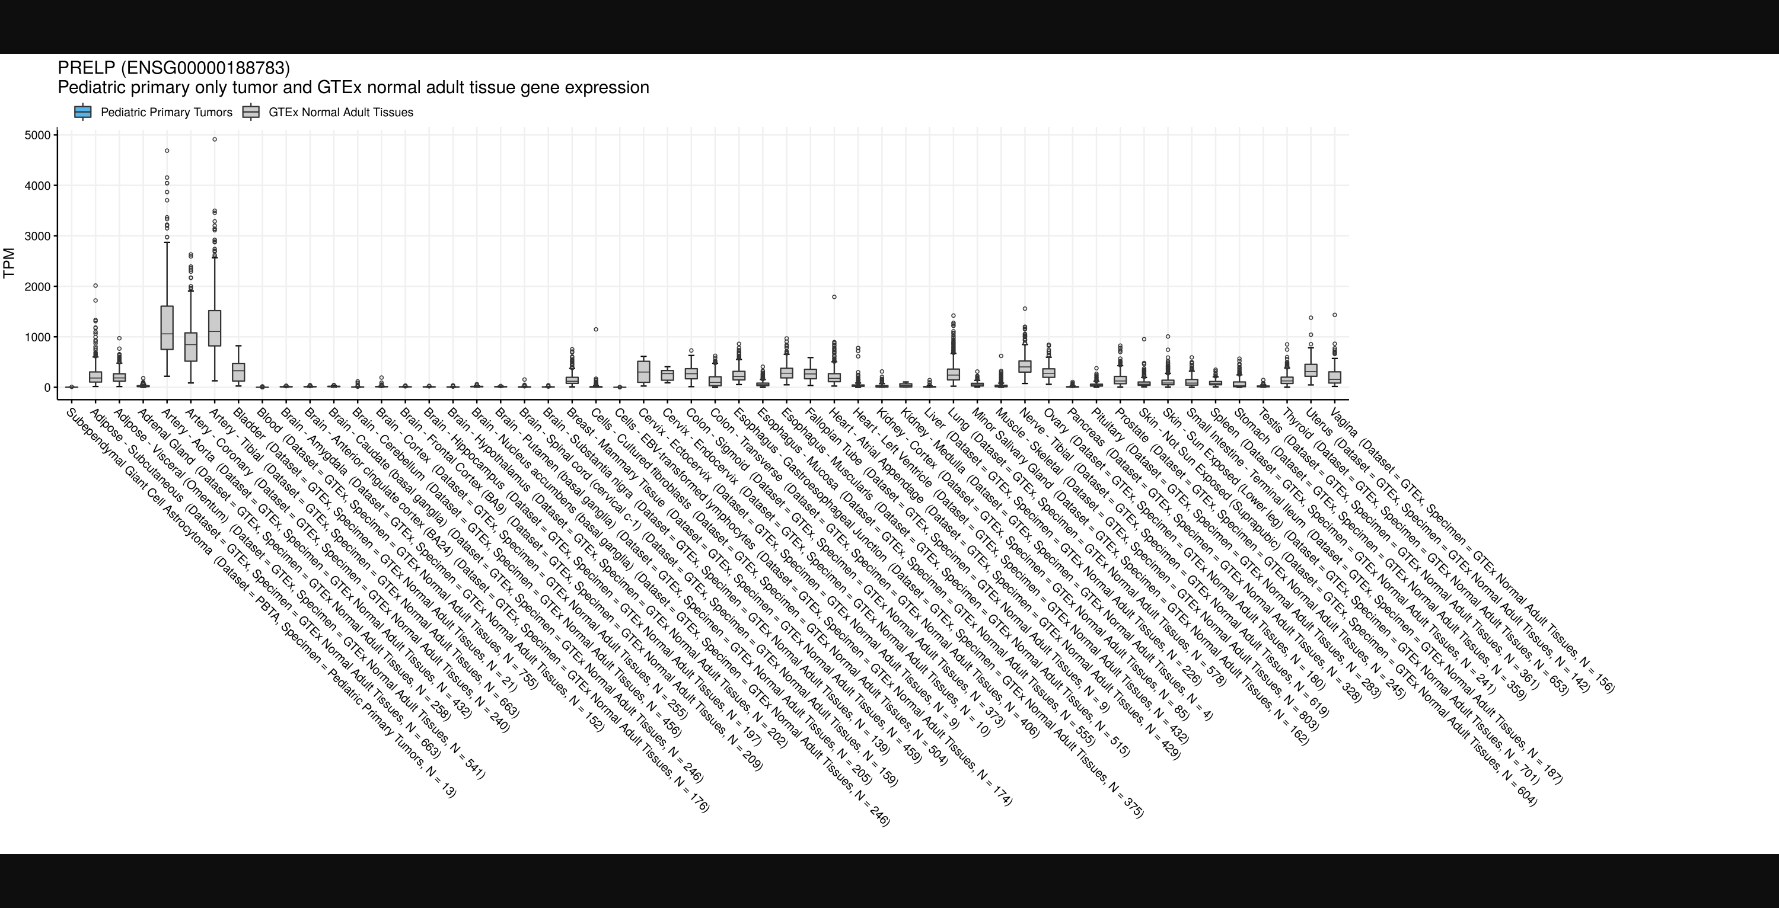 PRELP (ENSG00000188783)
Pediatric primary only tumor and GTEx normal adult tissue gene expression
Pediatric Primary Tumors
GTEx Normal Adult Tissues
TPM
5000
4000
3000
2000
1000
0
Subependymal Giant Cell Astrocytoma (Dataset = PBTA, Specimen = Pediatric Primary Tumors, N = 13)
Adipose - Subcutaneous (Dataset = GTEx, Specimen = GTEx Normal Adult Tissues, N = 663)
Adipose - Visceral (Omentum) (Dataset = GTEx, Specimen = GTEx Normal Adult Tissues, N = 541)
Adrenal Gland (Dataset = GTEx, Specimen = GTEx Normal Adult Tissues, N = 258)
Artery - Aorta (Dataset = GTEx, Specimen = GTEx Normal Adult Tissues, N = 432)
Artery - Coronary (Dataset = GTEx, Specimen = GTEx Normal Adult Tissues, N = 240)
Artery - Tibial (Dataset = GTEx, Specimen = GTEx Normal Adult Tissues, N = 663)
Bladder (Dataset = GTEx, Specimen = GTEx Normal Adult Tissues, N = 21)
Blood (Dataset = GTEx, Specimen = GTEx Normal Adult Tissues, N = 755)
Brain - Amygdala (Dataset = GTEx, Specimen = GTEx Normal Adult Tissues, N = 152)
Brain - Anterior cingulate cortex (BA24) (Dataset = GTEx, Specimen = GTEx Normal Adult Tissues, N = 176)
Brain - Caudate (basal ganglia) (Dataset = GTEx, Specimen = GTEx Normal Adult Tissues, N = 246)
Brain - Cerebellum (Dataset = GTEx, Specimen = GTEx Normal Adult Tissues, N = 456)
Brain - Cortex (Dataset = GTEx, Specimen = GTEx Normal Adult Tissues, N = 255)
Brain - Frontal Cortex (BA9) (Dataset = GTEx, Specimen = GTEx Normal Adult Tissues, N = 209)
Brain - Hippocampus (Dataset = GTEx, Specimen = GTEx Normal Adult Tissues, N = 197)
Brain - Hypothalamus (Dataset = GTEx, Specimen = GTEx Normal Adult Tissues, N = 202)
Brain - Nucleus accumbens (basal ganglia) (Dataset = GTEx, Specimen = GTEx Normal Adult Tissues, N = 246)
Brain - Putamen (basal ganglia) (Dataset = GTEx, Specimen = GTEx Normal Adult Tissues, N = 205)
Brain - Spinal cord (cervical c-1) (Dataset = GTEx, Specimen = GTEx Normal Adult Tissues, N = 159)
Brain - Substantia nigra (Dataset = GTEx, Specimen = GTEx Normal Adult Tissues, N = 139)
Breast - Mammary Tissue (Dataset = GTEx, Specimen = GTEx Normal Adult Tissues, N = 459)
Cells - Cultured fibroblasts (Dataset = GTEx, Specimen = GTEx Normal Adult Tissues, N = 504)
Cells - EBV-transformed lymphocytes (Dataset = GTEx, Specimen = GTEx Normal Adult Tissues, N = 174)
Cervix - Ectocervix (Dataset = GTEx, Specimen = GTEx Normal Adult Tissues, N = 9)
Cervix - Endocervix (Dataset = GTEx, Specimen = GTEx Normal Adult Tissues, N = 10)
Colon - Sigmoid (Dataset = GTEx, Specimen = GTEx Normal Adult Tissues, N = 373)
Colon - Transverse (Dataset = GTEx, Specimen = GTEx Normal Adult Tissues, N = 406)
Esophagus - Gastroesophageal Junction (Dataset = GTEx, Specimen = GTEx Normal Adult Tissues, N = 375)
Esophagus - Mucosa (Dataset = GTEx, Specimen = GTEx Normal Adult Tissues, N = 555)
Esophagus - Muscularis (Dataset = GTEx, Specimen = GTEx Normal Adult Tissues, N = 515)
Fallopian Tube (Dataset = GTEx, Specimen = GTEx Normal Adult Tissues, N = 9)
Heart - Atrial Appendage (Dataset = GTEx, Specimen = GTEx Normal Adult Tissues, N = 429)
Heart - Left Ventricle (Dataset = GTEx, Specimen = GTEx Normal Adult Tissues, N = 432)
Kidney - Cortex (Dataset = GTEx, Specimen = GTEx Normal Adult Tissues, N = 85)
Kidney - Medulla (Dataset = GTEx, Specimen = GTEx Normal Adult Tissues, N = 4)
Liver (Dataset = GTEx, Specimen = GTEx Normal Adult Tissues, N = 226)
Lung (Dataset = GTEx, Specimen = GTEx Normal Adult Tissues, N = 578)
Minor Salivary Gland (Dataset = GTEx, Specimen = GTEx Normal Adult Tissues, N = 162)
Muscle - Skeletal (Dataset = GTEx, Specimen = GTEx Normal Adult Tissues, N = 803)
Nerve - Tibial (Dataset = GTEx, Specimen = GTEx Normal Adult Tissues, N = 619)
Ovary (Dataset = GTEx, Specimen = GTEx Normal Adult Tissues, N = 180)
Pancreas (Dataset = GTEx, Specimen = GTEx Normal Adult Tissues, N = 328)
Pituitary (Dataset = GTEx, Specimen = GTEx Normal Adult Tissues, N = 283)
Prostate (Dataset = GTEx, Specimen = GTEx Normal Adult Tissues, N = 245)
Skin - Not Sun Exposed (Suprapubic) (Dataset = GTEx, Specimen = GTEx Normal Adult Tissues, N = 604)
Skin - Sun Exposed (Lower leg) (Dataset = GTEx, Specimen = GTEx Normal Adult Tissues, N = 701)
Small Intestine - Terminal Ileum (Dataset = GTEx, Specimen = GTEx Normal Adult Tissues, N = 187)
Spleen (Dataset = GTEx, Specimen = GTEx Normal Adult Tissues, N = 241)
Stomach (Dataset = GTEx, Specimen = GTEx Normal Adult Tissues, N = 359)
Testis (Dataset = GTEx, Specimen = GTEx Normal Adult Tissues, N = 361)
Thyroid (Dataset = GTEx, Specimen = GTEx Normal Adult Tissues, N = 653)
Uterus (Dataset = GTEx, Specimen = GTEx Normal Adult Tissues, N = 142)
Vagina (Dataset = GTEx, Specimen = GTEx Normal Adult Tissues, N = 156)